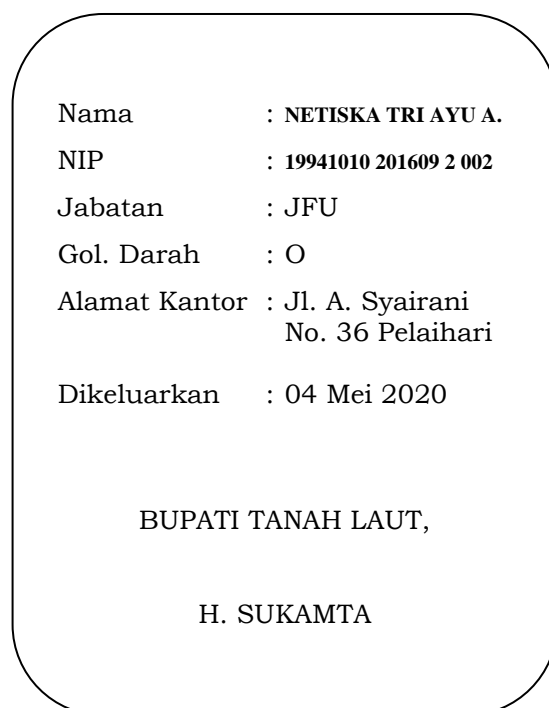 Nama : NETISKA TRI AYU A.
NIP : 19941010 201609 2 002
Jabatan : JFU
Gol. Darah : O
Alamat Kantor : Jl. A. Syairani
No. 36 Pelaihari
Dikeluarkan : 04 Mei 2020
BUPATI TANAH LAUT,
H. SUKAMTA